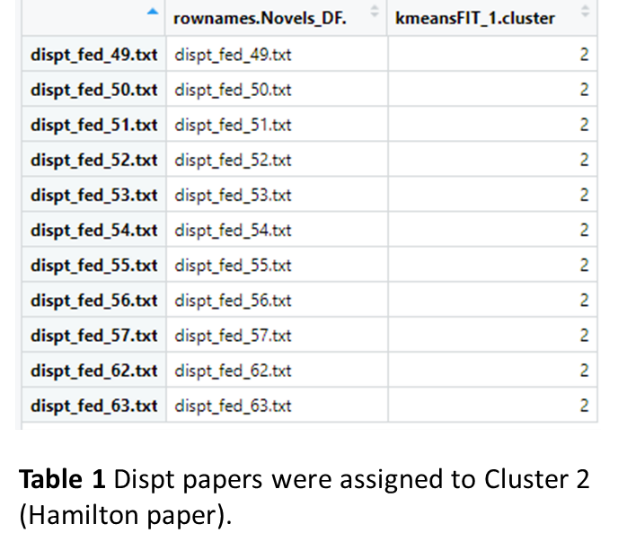 rownames.Novels_DF. kmeansFIT_1.cluster
dispt_fed_49.txt dispt_fed_49.txt 2
dispt_fed_50.txt dispt_fed_50.txt 2
dispt_fed_51.txt dispt_fed_51.txt 2
dispt_fed_52.txt dispt_fed_52.txt 2
dispt_fed_53.txt dispt_fed_53.txt 2
dispt_fed_54.txt dispt_fed_54.txt 2
dispt_fed_55.txt dispt_fed_55.txt 2
dispt_fed_56.txt dispt_fed_56.txt 2
dispt_fed_57.txt dispt_fed_57.txt 2
dispt_fed_62.txt dispt_fed_62.txt 2
dispt_fed_63.txt dispt_fed_63.txt 2
Table 1 Dispt papers were assigned to Cluster 2
(Hamilton paper).